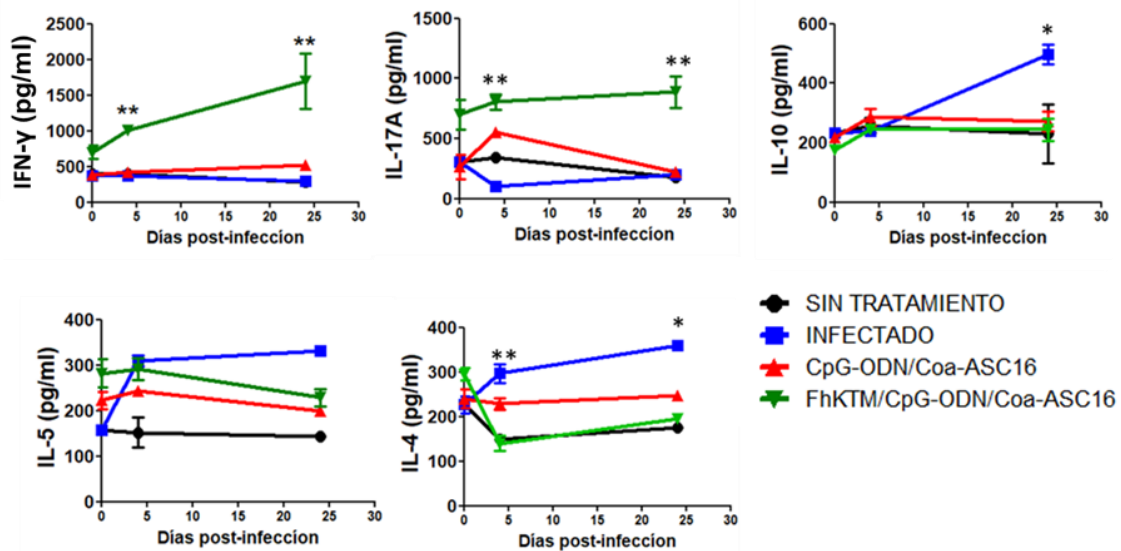 IFN-γ (pg/ml)
2500
2000
1500
1000
500
0
** **
0 5 10 15 20 25 30
Dias post-infeccion
IL-17A (pg/ml)
1500
1000
500
0
** **
0 5 10 15 20 25 30
Dias post-infeccion
IL-10 (pg/ml)
600
400
200
0
*
0 5 10 15 20 25 30
Dias post-infeccion
IL-5 (pg/ml)
400
300
200
100
0
0 5 10 15 20 25 30
Dias post-infeccion
IL-4 (pg/ml)
400
300
200
100
0
** *
0 5 10 15 20 25 30
Dias post-infeccion
SIN TRATAMIENTO
INFECTADO
CpG-ODN/Coa-ASC16
FhKTM/CpG-ODN/Coa-ASC16